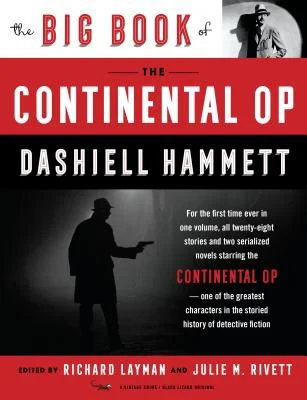 the BIG BOOK of
THE
CONTINENTAL OP
DASHIELL HAMMETT
For the first time ever in
one volume, all twenty-eight
stories and two serialized
novels starring the
CONTINENTAL OP
— one of the greatest
characters in the storied
history of detective fiction
EDITED BY RICHARD LAYMAN AND JULIE M. RIVETT
A VINTAGE CRIME / BLACK LIZARD ORIGINAL